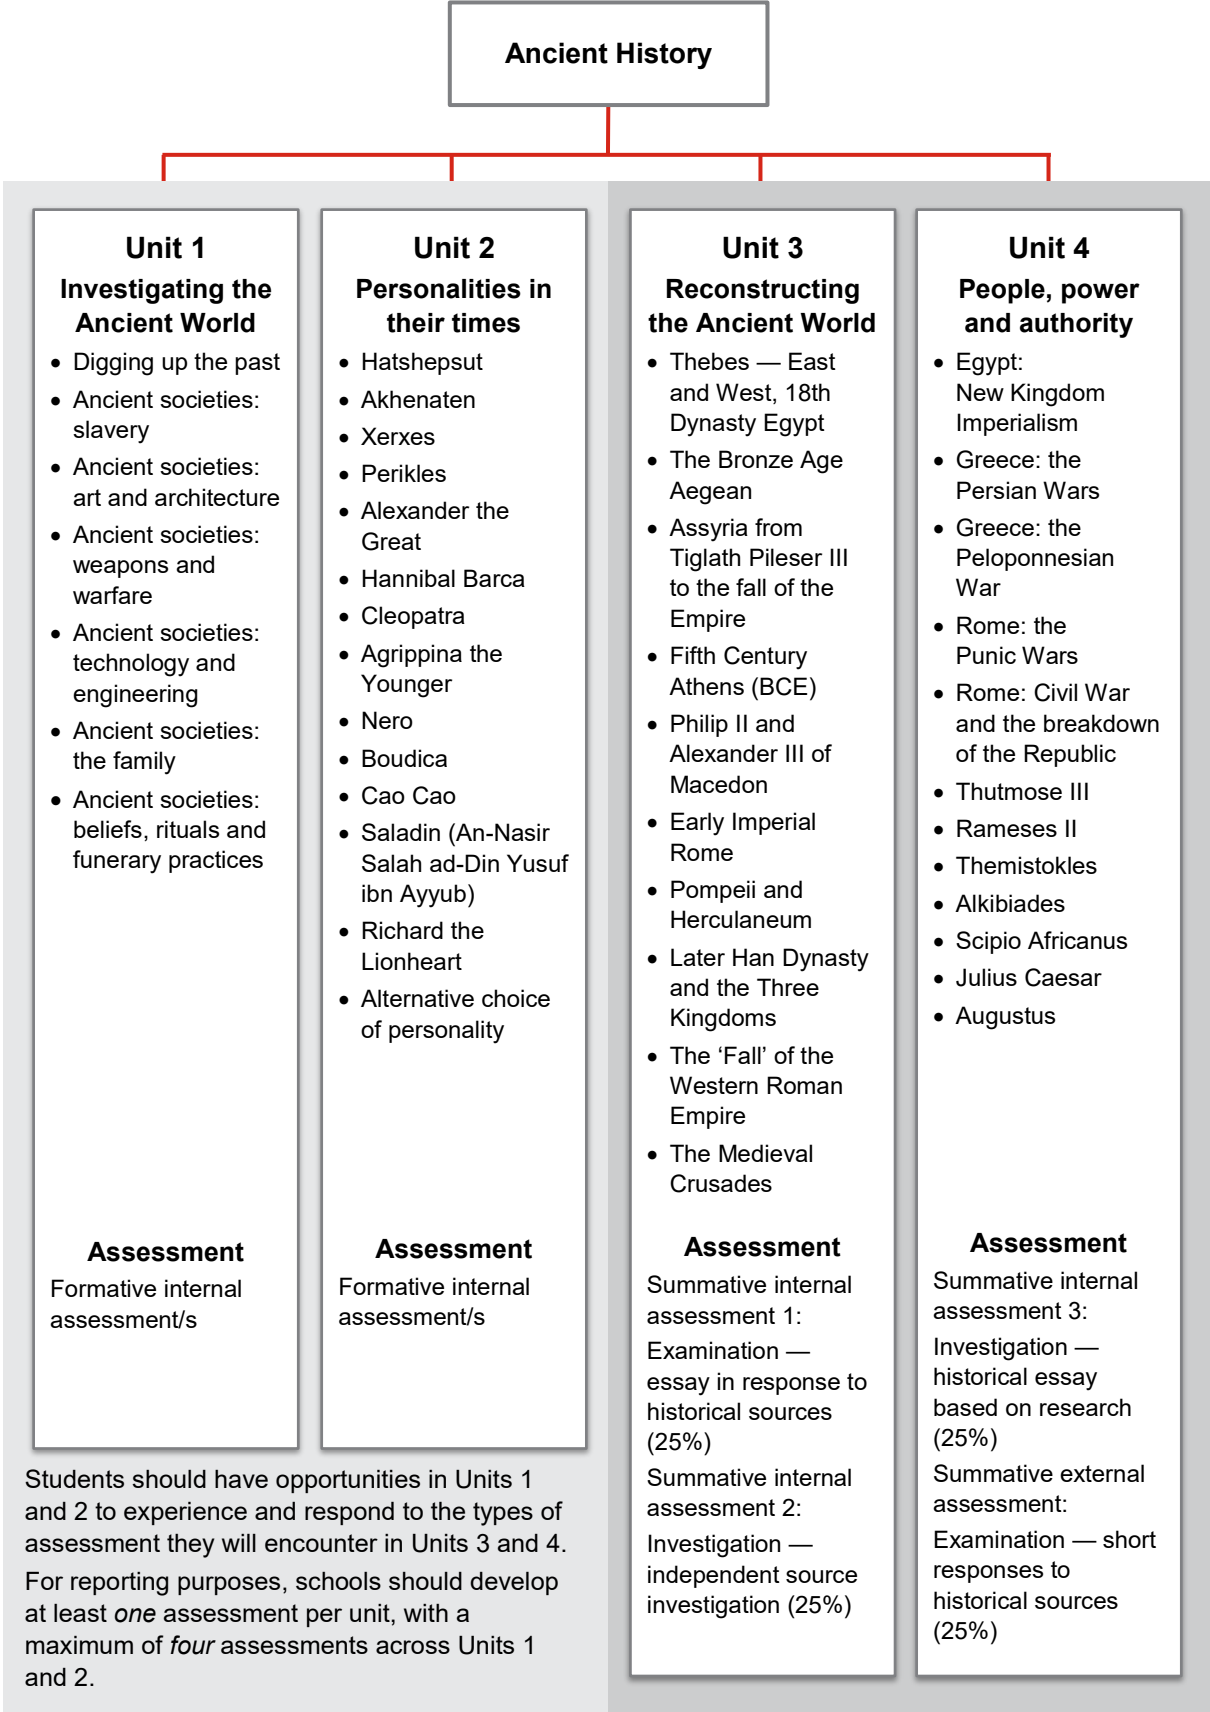 Ancient History
Unit 1
Investigating the
Ancient World
• Digging up the past
• Ancient societies:
slavery
• Ancient societies:
art and architecture
• Ancient societies:
weapons and
warfare
• Ancient societies:
technology and
engineering
• Ancient societies:
the family
• Ancient societies:
beliefs, rituals and
funerary practices
Assessment
Formative internal
assessment/s
Unit 2
Personalities in
their times
• Hatshepsut
• Akhenaten
• Xerxes
• Perikles
• Alexander the
Great
• Hannibal Barca
• Cleopatra
• Agrippina the
Younger
• Nero
• Boudica
• Cao Cao
• Saladin (An-Nasir
Salah ad-Din Yusuf
ibn Ayyub)
• Richard the
Lionheart
• Alternative choice
of personality
Assessment
Formative internal
assessment/s
Students should have opportunities in Units 1
and 2 to experience and respond to the types of
assessment they will encounter in Units 3 and 4.
For reporting purposes, schools should develop
at least one assessment per unit, with a
maximum of four assessments across Units 1
and 2.
Unit 3
Reconstructing
the Ancient World
• Thebes — East
and West, 18th
Dynasty Egypt
• The Bronze Age
Aegean
• Assyria from
Tiglath Pileser III
to the fall of the
Empire
• Fifth Century
Athens (BCE)
• Philip II and
Alexander III of
Macedon
• Early Imperial
Rome
• Pompeii and
Herculaneum
• Later Han Dynasty
and the Three
Kingdoms
• The ‘Fall’ of the
Western Roman
Empire
• The Medieval
Crusades
Assessment
Summative internal
assessment 1:
Examination —
essay in response to
historical sources
(25%)
Summative internal
assessment 2:
Investigation —
independent source
investigation (25%)
Unit 4
People, power
and authority
• Egypt:
New Kingdom
Imperialism
• Greece: the
Persian Wars
• Greece: the
Peloponnesian
War
• Rome: the
Punic Wars
• Rome: Civil War
and the breakdown
of the Republic
• Thutmose III
• Rameses II
• Themistokles
• Alkibiades
• Scipio Africanus
• Julius Caesar
• Augustus
Assessment
Summative internal
assessment 3:
Investigation —
historical essay
based on research
(25%)
Summative external
assessment:
Examination — short
responses to
historical sources
(25%)